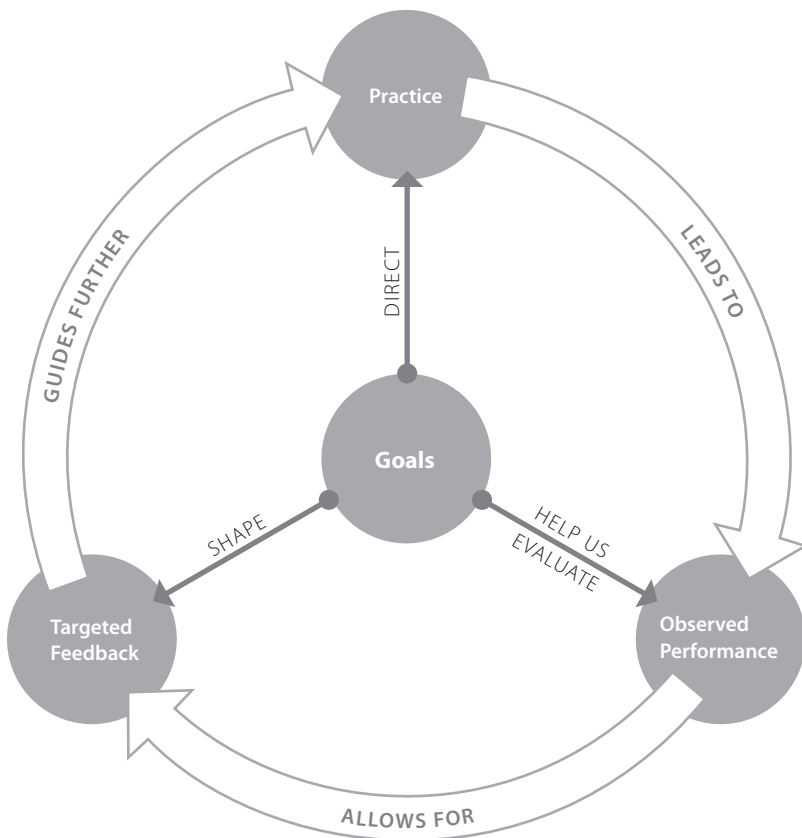 Practice
LEADS TO
GUIDES FURTHER
DIRECT
Goals
SHAPE
HELP US
EVALUATE
Targeted
Feedback
Observed
Performance
ALLOWS FOR